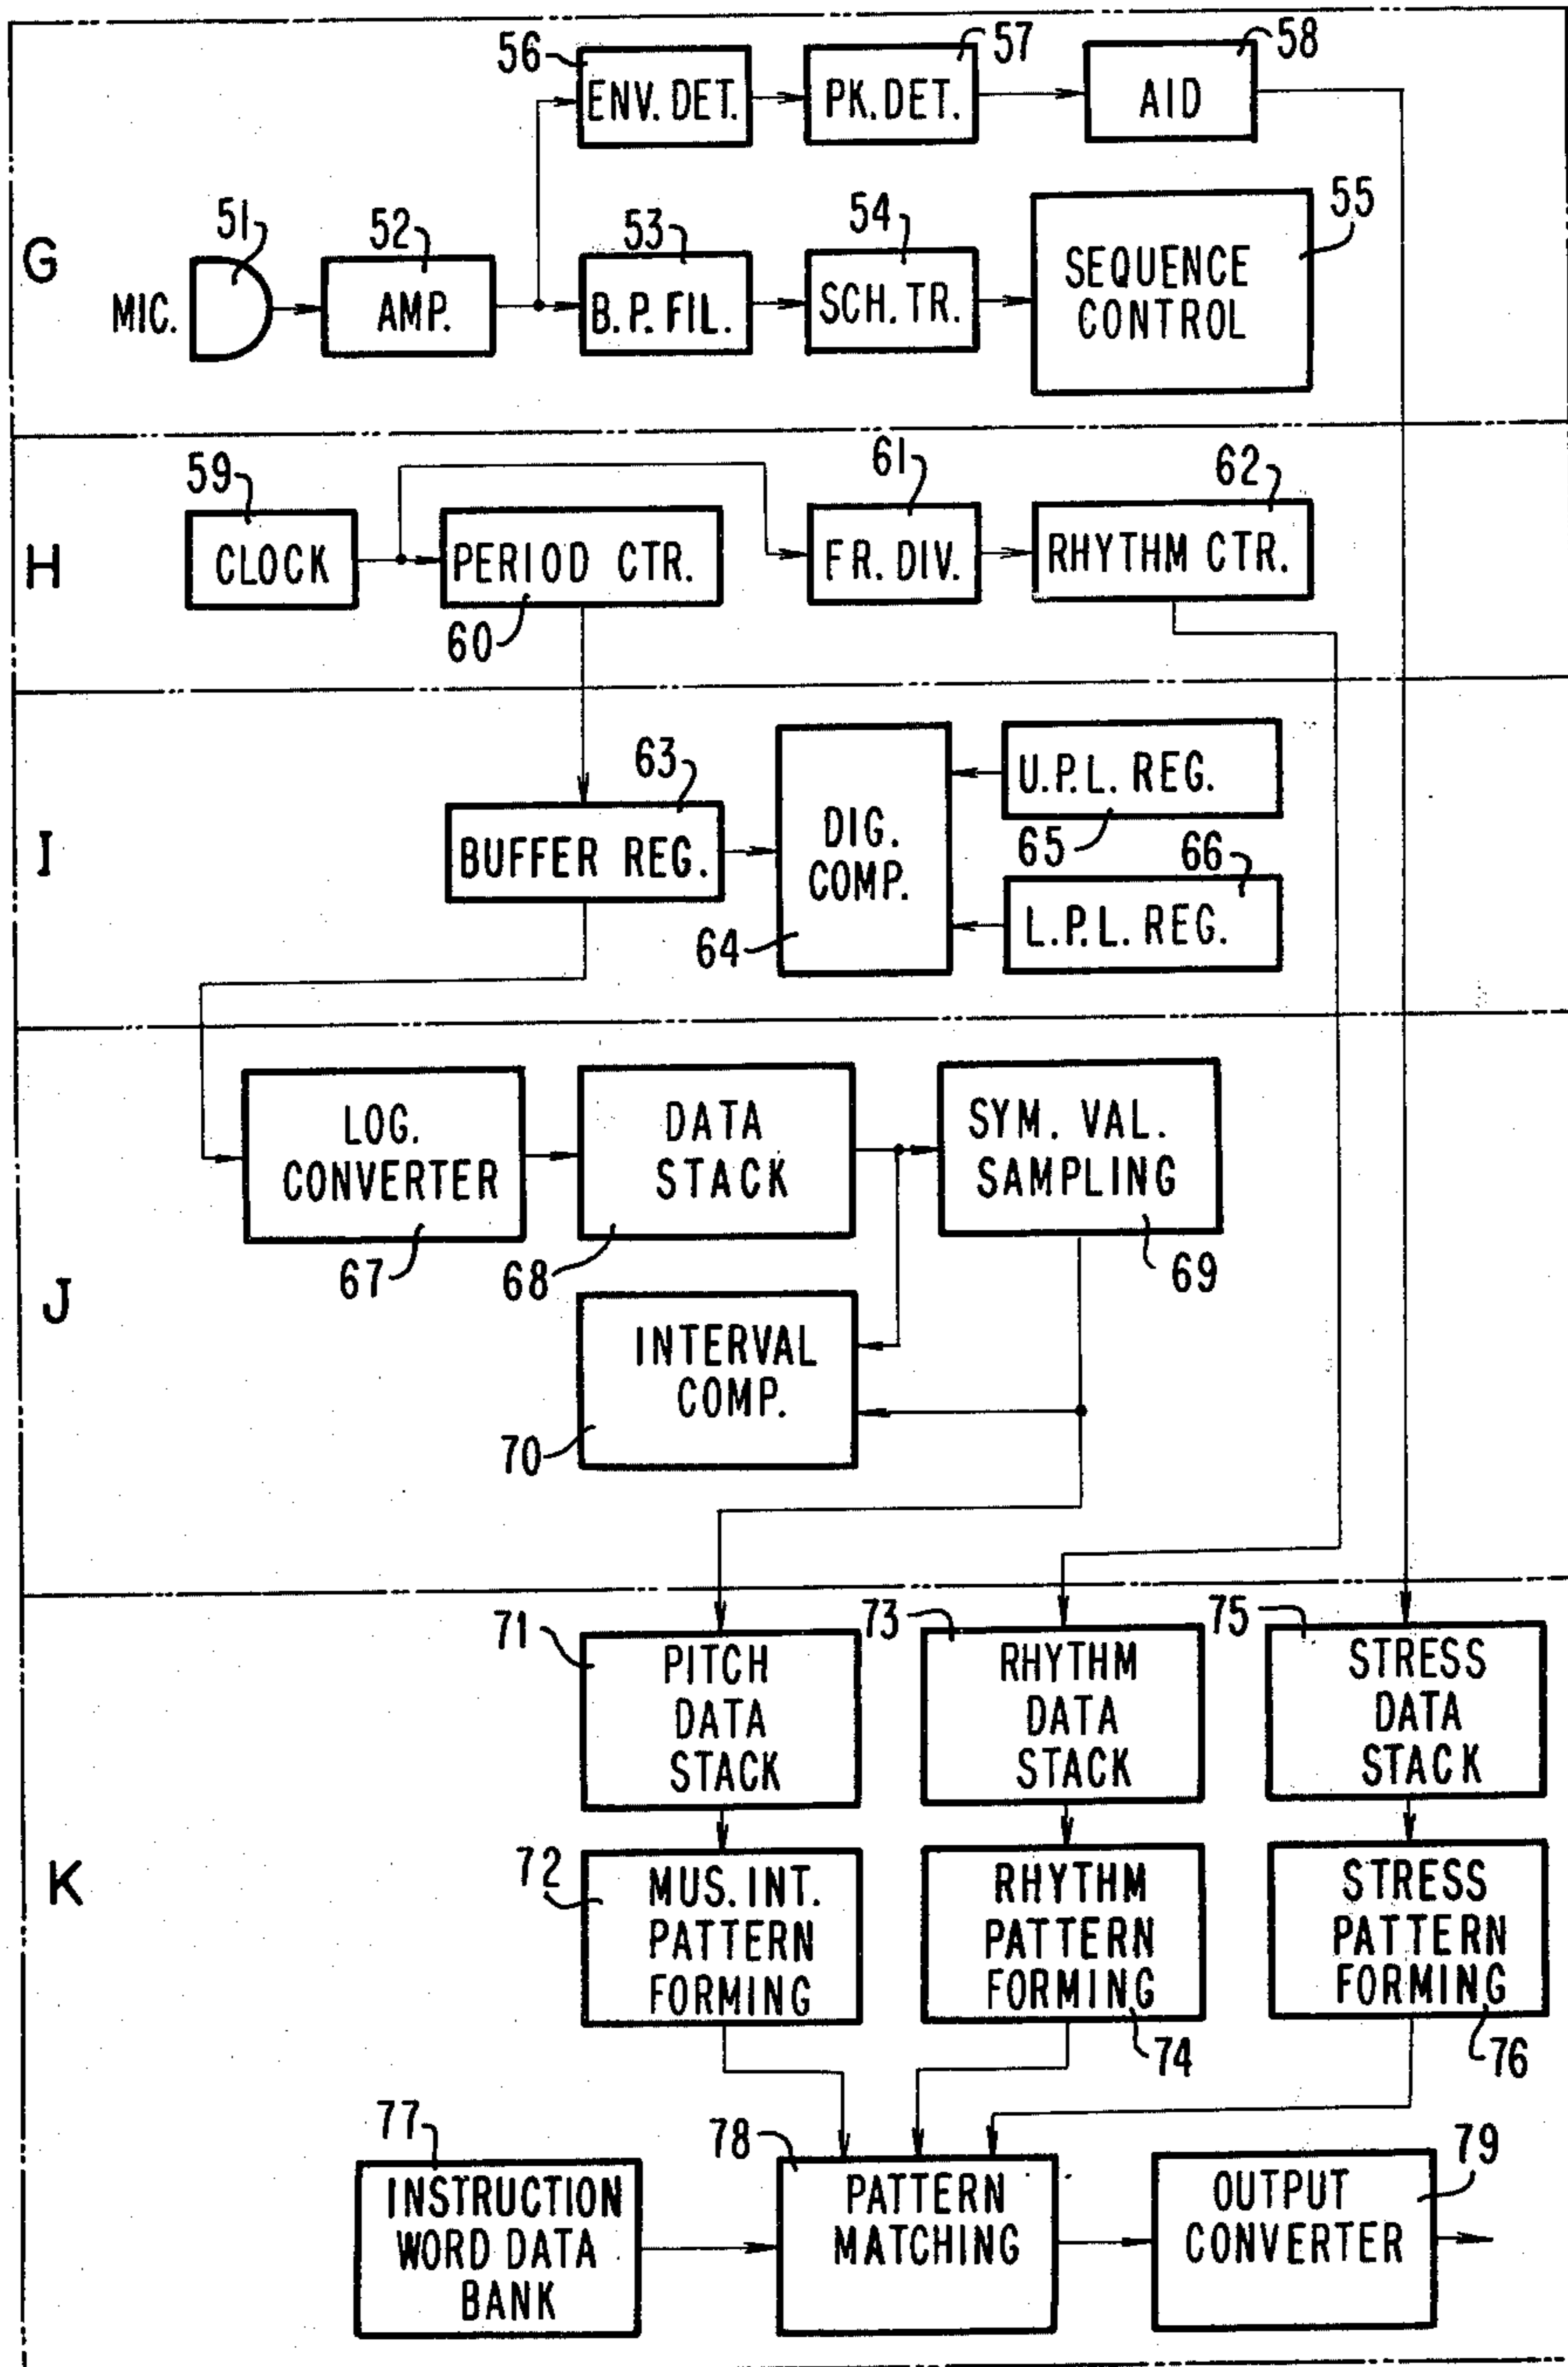 56
57
58
ENV. DET.
PK. DET.
AID
G
51
52
53
54
55
MIC.
AMP.
B. P. FIL.
SCH. TR.
SEQUENCE
CONTROL
H
59
61
62
CLOCK
PERIOD CTR.
FR. DIV.
RHYTHM CTR.
60
I
63
BUFFER REG.
DIG.
COMP.
64
U.P.L. REG.
65
66
L.P.L. REG.
J
LOG.
CONVERTER
67
DATA
STACK
68
SYM. VAL.
SAMPLING
69
INTERVAL
COMP.
70
K
71
PITCH
DATA
STACK
73
RHYTHM
DATA
STACK
75
STRESS
DATA
STACK
72
MUS. INT.
PATTERN
FORMING
RHYTHM
PATTERN
FORMING
74
STRESS
PATTERN
FORMING
76
77
INSTRUCTION
WORD DATA
BANK
78
PATTERN
MATCHING
79
OUTPUT
CONVERTER